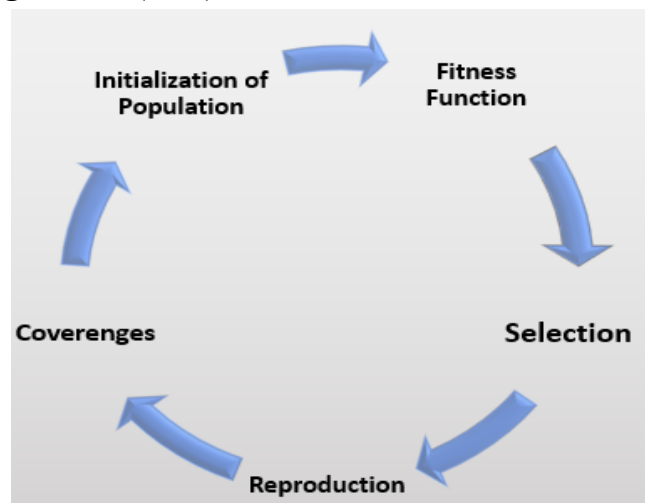 Initialization of
Population
Fitness
Function
Selection
Reproduction
Coverenges